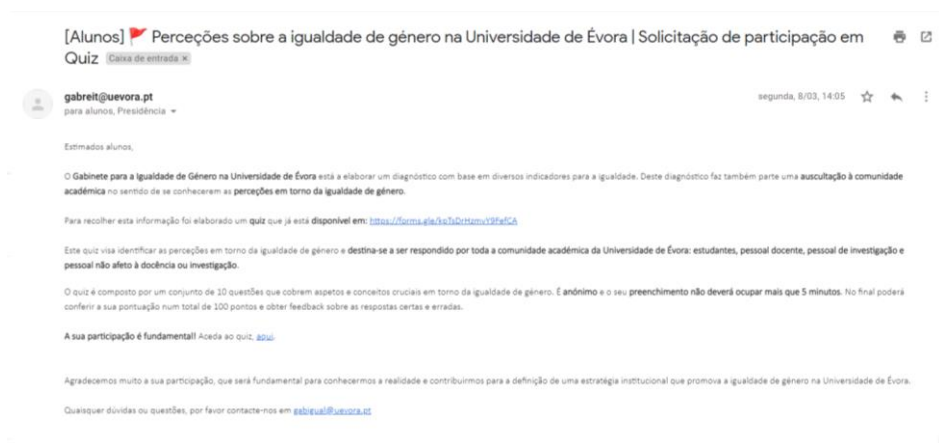 [Alunos] 🚩 Perceções sobre a igualdade de género na Universidade de Évora | Solicitação de participação em
Quiz Caixa de entrada ×
gabreit@uevora.pt
segunda, 8/03, 14:05
para alunos, Presidência
Estimados alunos,
O Gabinete para a Igualdade de Género na Universidade de Évora está a elaborar um diagnóstico com base em diversos indicadores para a igualdade. Deste diagnóstico faz também parte uma auscultação à comunidade
académica no sentido de se conhecerem as perceções em torno da igualdade de género.
Para recolher esta informação foi elaborado um quiz que já está disponível em: https://forms.gle/
Este quiz visa identificar as perceções em torno da igualdade de género e destina-se a ser respondido por toda a comunidade académica da Universidade de Évora: estudantes, pessoal docente, pessoal de investigação e
pessoal não afeto à docência ou investigação.
O quiz é composto por um conjunto de 10 questões que cobrem aspetos e conceitos cruciais em torno da igualdade de género. É anónimo e o seu preenchimento não deverá ocupar mais que 5 minutos. No final poderá
conferir a sua pontuação num total de 100 pontos e obter feedback sobre as respostas certas e erradas.
A sua participação é fundamental! Aceda ao quiz, aqui.
Agradecemos muito a sua participação, que será fundamental para conhecermos a realidade e contribuirmos para a definição de uma estratégia institucional que promova a igualdade de género na Universidade de Évora.
Quaisquer dúvidas ou questões, por favor contacte-nos em gabigual@uevora.pt